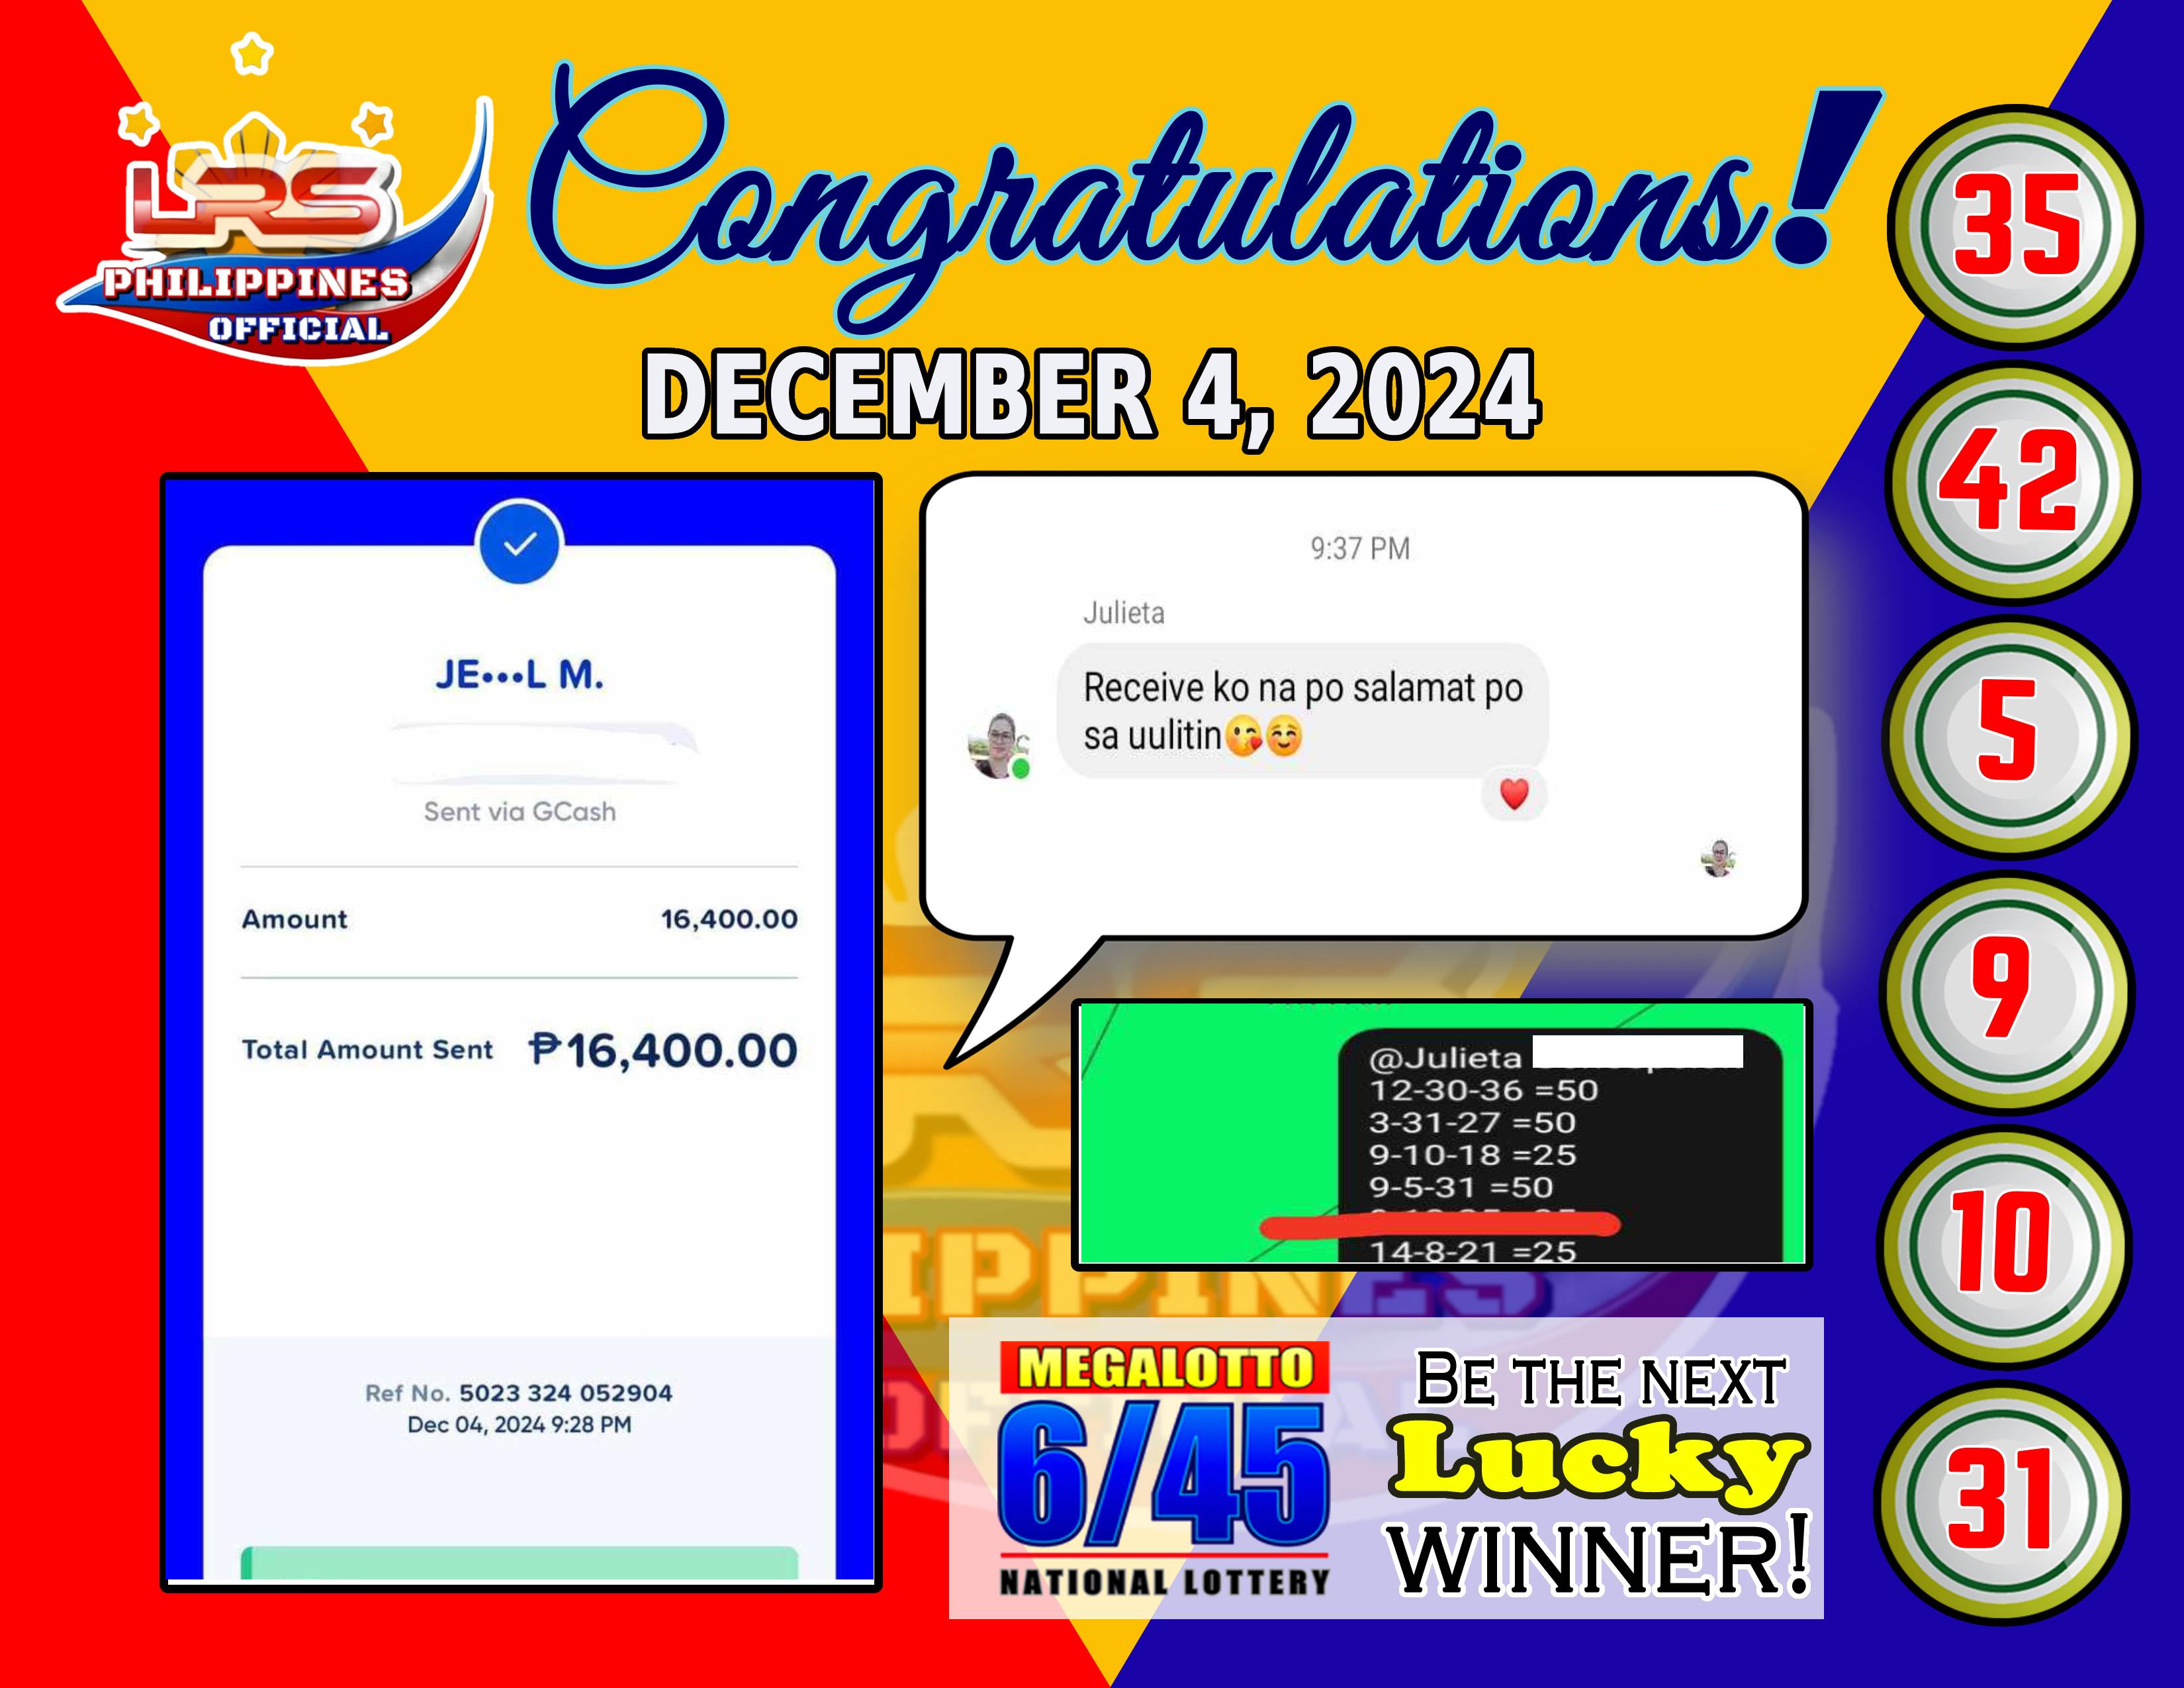 LRS
PHILIPPINES
OFFICIAL
Congratulations!
DECEMBER 4, 2024
JE•••L M.
Sent via GCash
Amount 16,400.00
Total Amount Sent ₱16,400.00
Ref No. 5023 324 052904
Dec 04, 2024 9:28 PM
9:37 PM
Julieta
Receive ko na po salamat po
sa uulitin😘☺️
@Julieta
12-30-36 =50
3-31-27 =50
9-10-18 =25
9-5-31 =50
14-8-21 =25
MEGALOTTO
6/45
NATIONAL LOTTERY
BE THE NEXT
Lucky
WINNER!
35
42
5
9
10
31